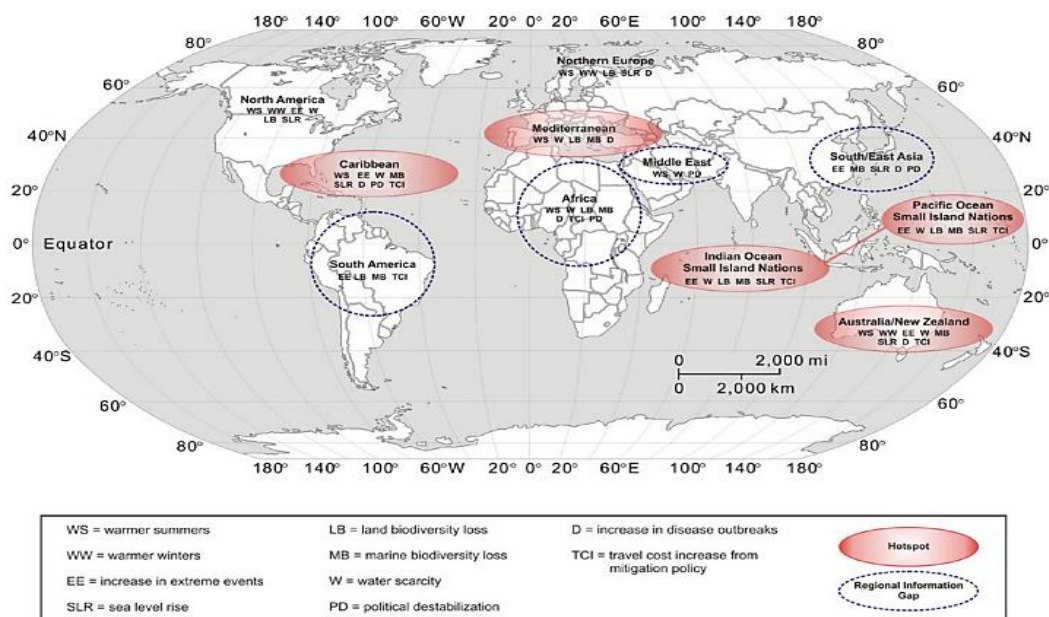 180° 140° 100° 60°W 20° 0° 20° 60°E 100° 140° 180°
80° 80°
Northern Europe
WS WW LB SLR D
60° 60°
North America
WS WW EE W
LB SLR
40°N 40°N
Mediterranean
WS W LB MB D
South/East Asia
EE MB SLR D PD
Caribbean
WS EE W MB
SLR D PD TCI
Middle East
WS W PD
20° 20°
Africa
WS W LB MB
D TCI PD
Pacific Ocean
Small Island Nations
EE W LB MB SLR TCI
Equator 0° 0°
South America
EE LB MB TCI
Indian Ocean
Small Island Nations
EE W LB MB SLR TCI
20° 20°
Australia/New Zealand
WS WW EE W MB
SLR D TCI
40°S 40°S
0 2,000 mi
0 2,000 km
60° 60°
80° 80°
180° 140° 100° 60°W 20° 0° 20° 60°E 100° 140° 180°
WS = warmer summers
WW = warmer winters
EE = increase in extreme events
SLR = sea level rise
LB = land biodiversity loss
MB = marine biodiversity loss
W = water scarcity
PD = political destabilization
D = increase in disease outbreaks
TCI = travel cost increase from
mitigation policy
Hotspot
Regional Information
Gap